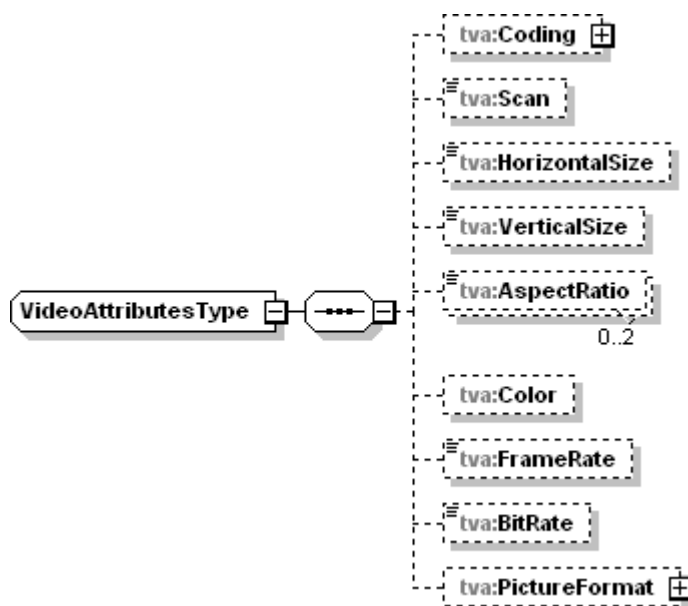 tva:Coding
tva:Scan
tva:HorizontalSize
tva:VerticalSize
VideoAttributesType
tva:AspectRatio
0..2
tva:Color
tva:FrameRate
tva:BitRate
tva:PictureFormat